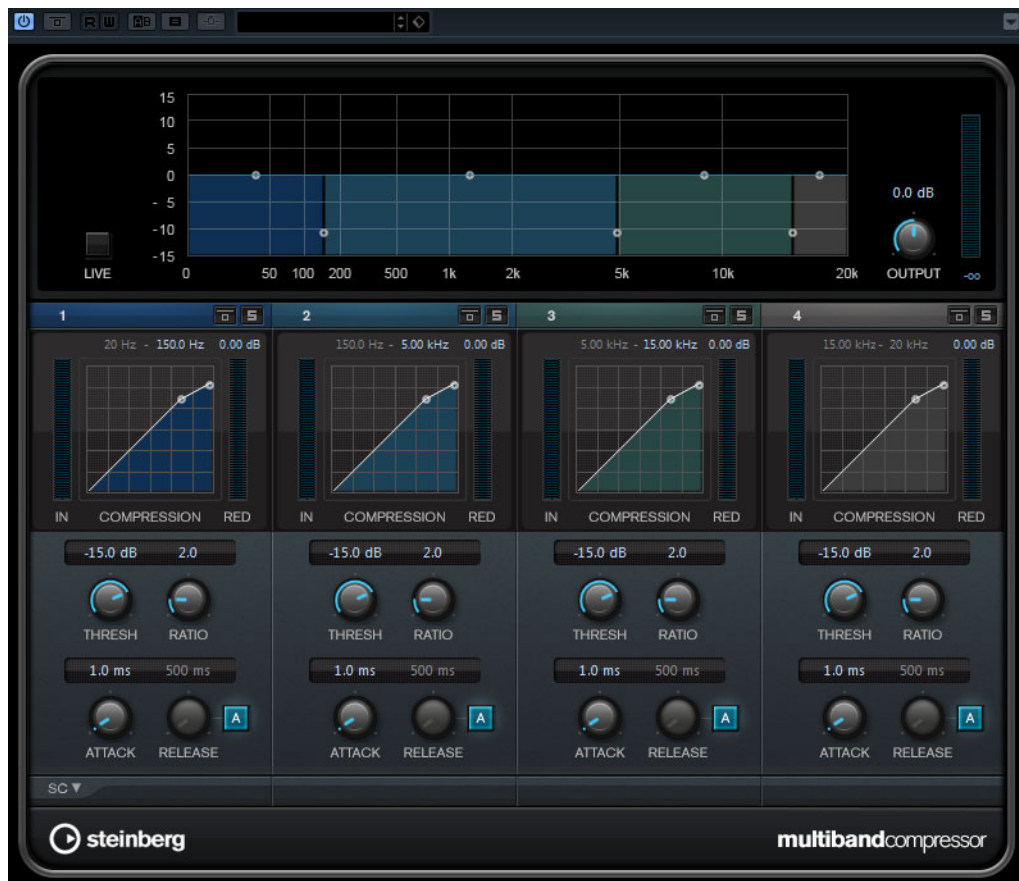 R W A B
15
10
5
0
- 5
-10
-15
0.0 dB
LIVE
0 50 100 200 500 1k 2k 5k 10k 20k
OUTPUT
-∞
1 S 2 S 3 S 4 S
20 Hz - 150.0 Hz 0.00 dB 150.0 Hz - 5.00 kHz 0.00 dB 5.00 kHz - 15.00 kHz 0.00 dB 15.00 kHz - 20 kHz 0.00 dB
IN COMPRESSION RED IN COMPRESSION RED IN COMPRESSION RED IN COMPRESSION RED
-15.0 dB 2.0 -15.0 dB 2.0 -15.0 dB 2.0 -15.0 dB 2.0
THRESH RATIO THRESH RATIO THRESH RATIO THRESH RATIO
1.0 ms 500 ms 1.0 ms 500 ms 1.0 ms 500 ms 1.0 ms 500 ms
A A A A
ATTACK RELEASE ATTACK RELEASE ATTACK RELEASE ATTACK RELEASE
SC ▼
steinberg multibandcompressor